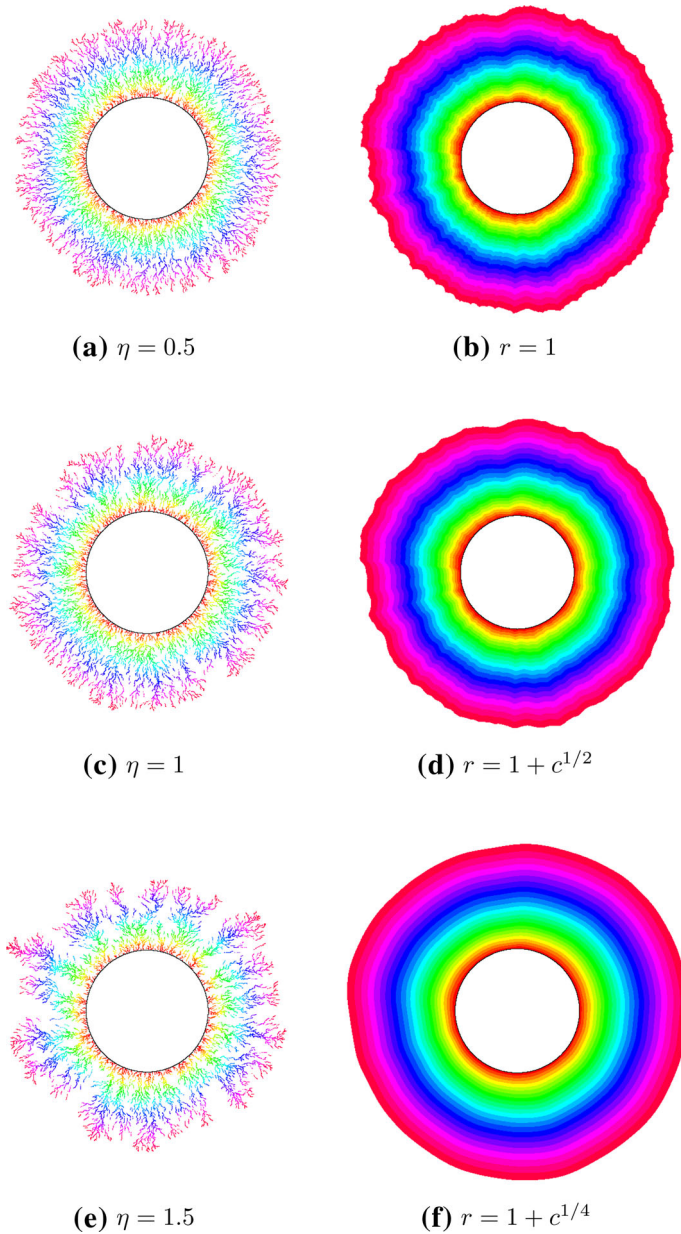 (a) η = 0.5
(b) r = 1
(c) η = 1
(d) r = 1 + c^{1/2}
(e) η = 1.5
(f) r = 1 + c^{1/4}